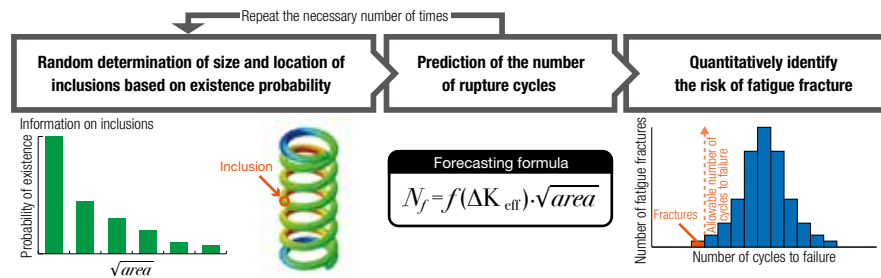 Repeat the necessary number of times
Random determination of size and location of
inclusions based on existence probability
Prediction of the number
of rupture cycles
Quantitatively identify
the risk of fatigue fracture
Information on inclusions
Probability of existence
√area
Inclusion
Forecasting formula
N_f = f(ΔK eff)·√area
Number of fatigue fractures
Fractures
Allowable number of
cycles to failure
Number of cycles to failure